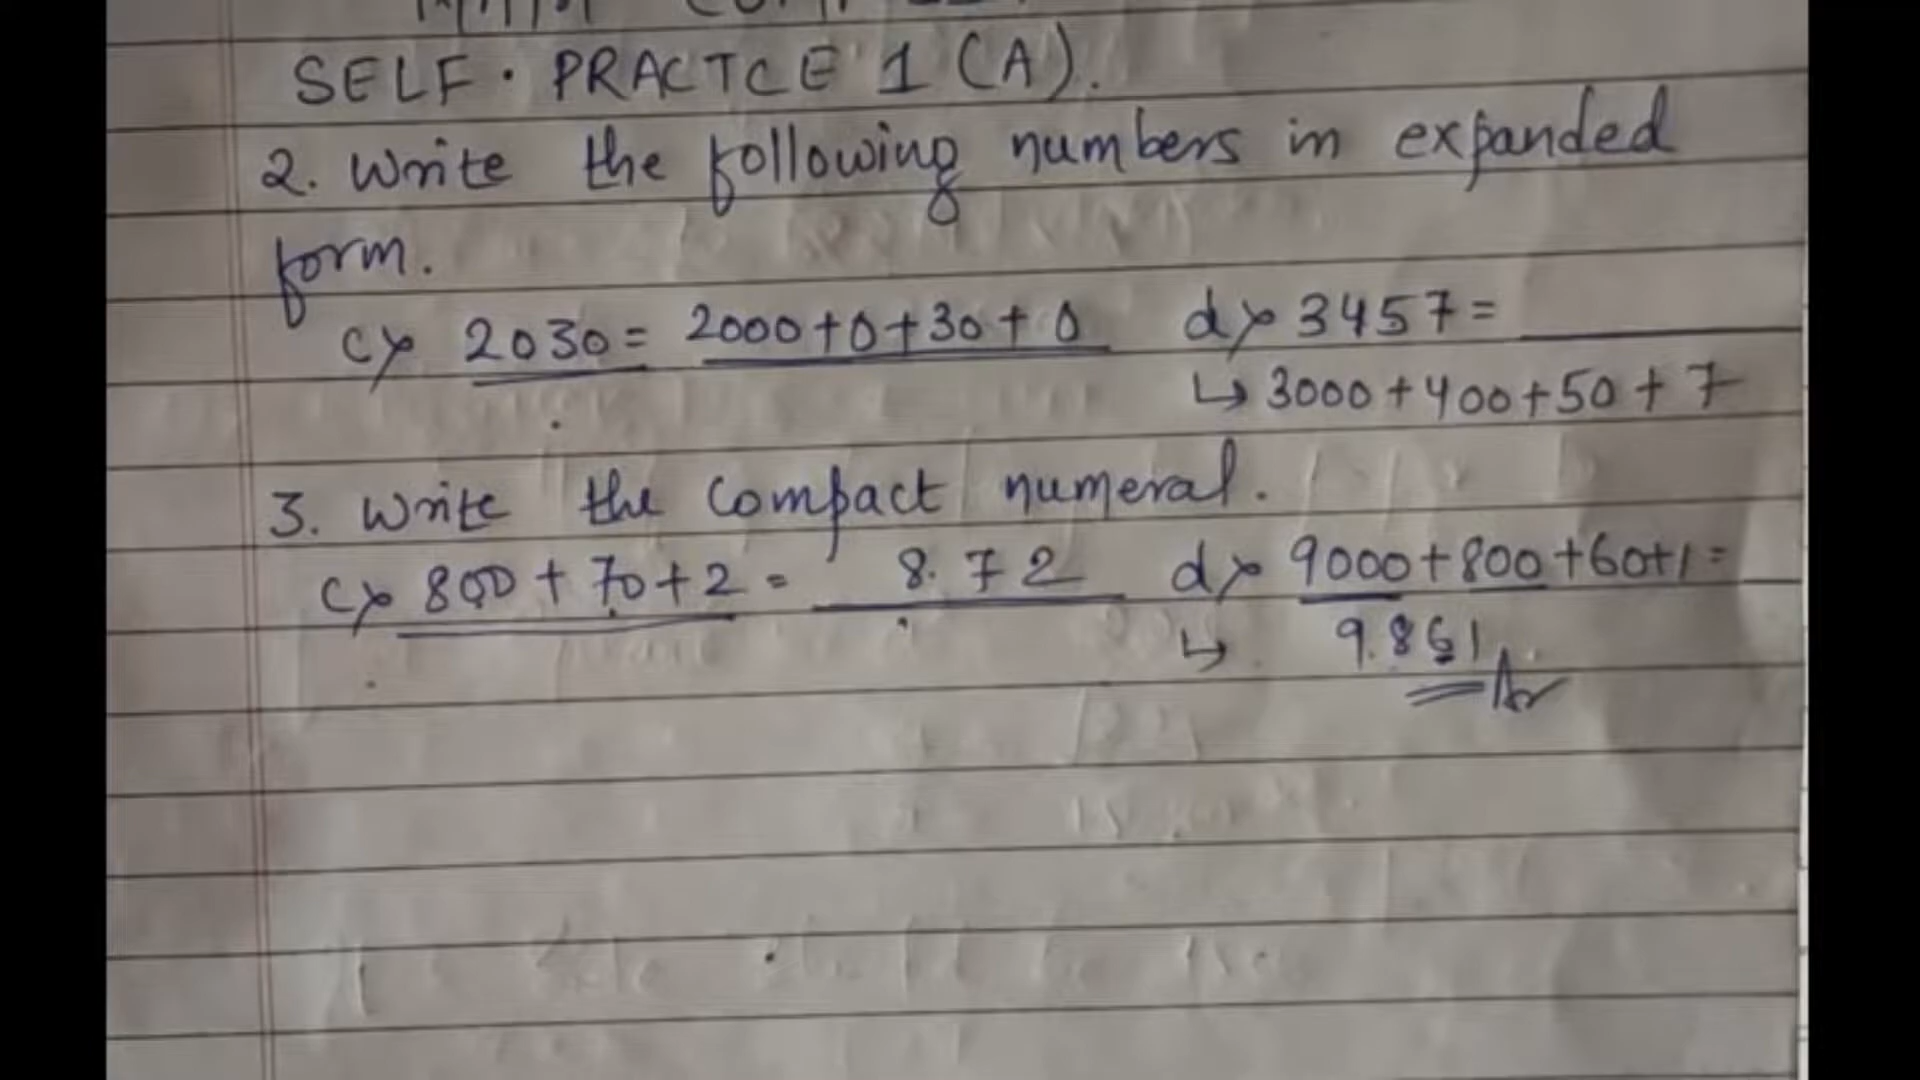 SELF. PRACTCE 1 (A).
2. Write the following numbers in expanded
form.
c) 2030 = 2000+0+30+0 d) 3457 =
↳ 3000+400+50+7
3. Write the compact numeral.
c) 800+70+2 = 8.72 d) 9000+800+60+1=
↳ 9.861